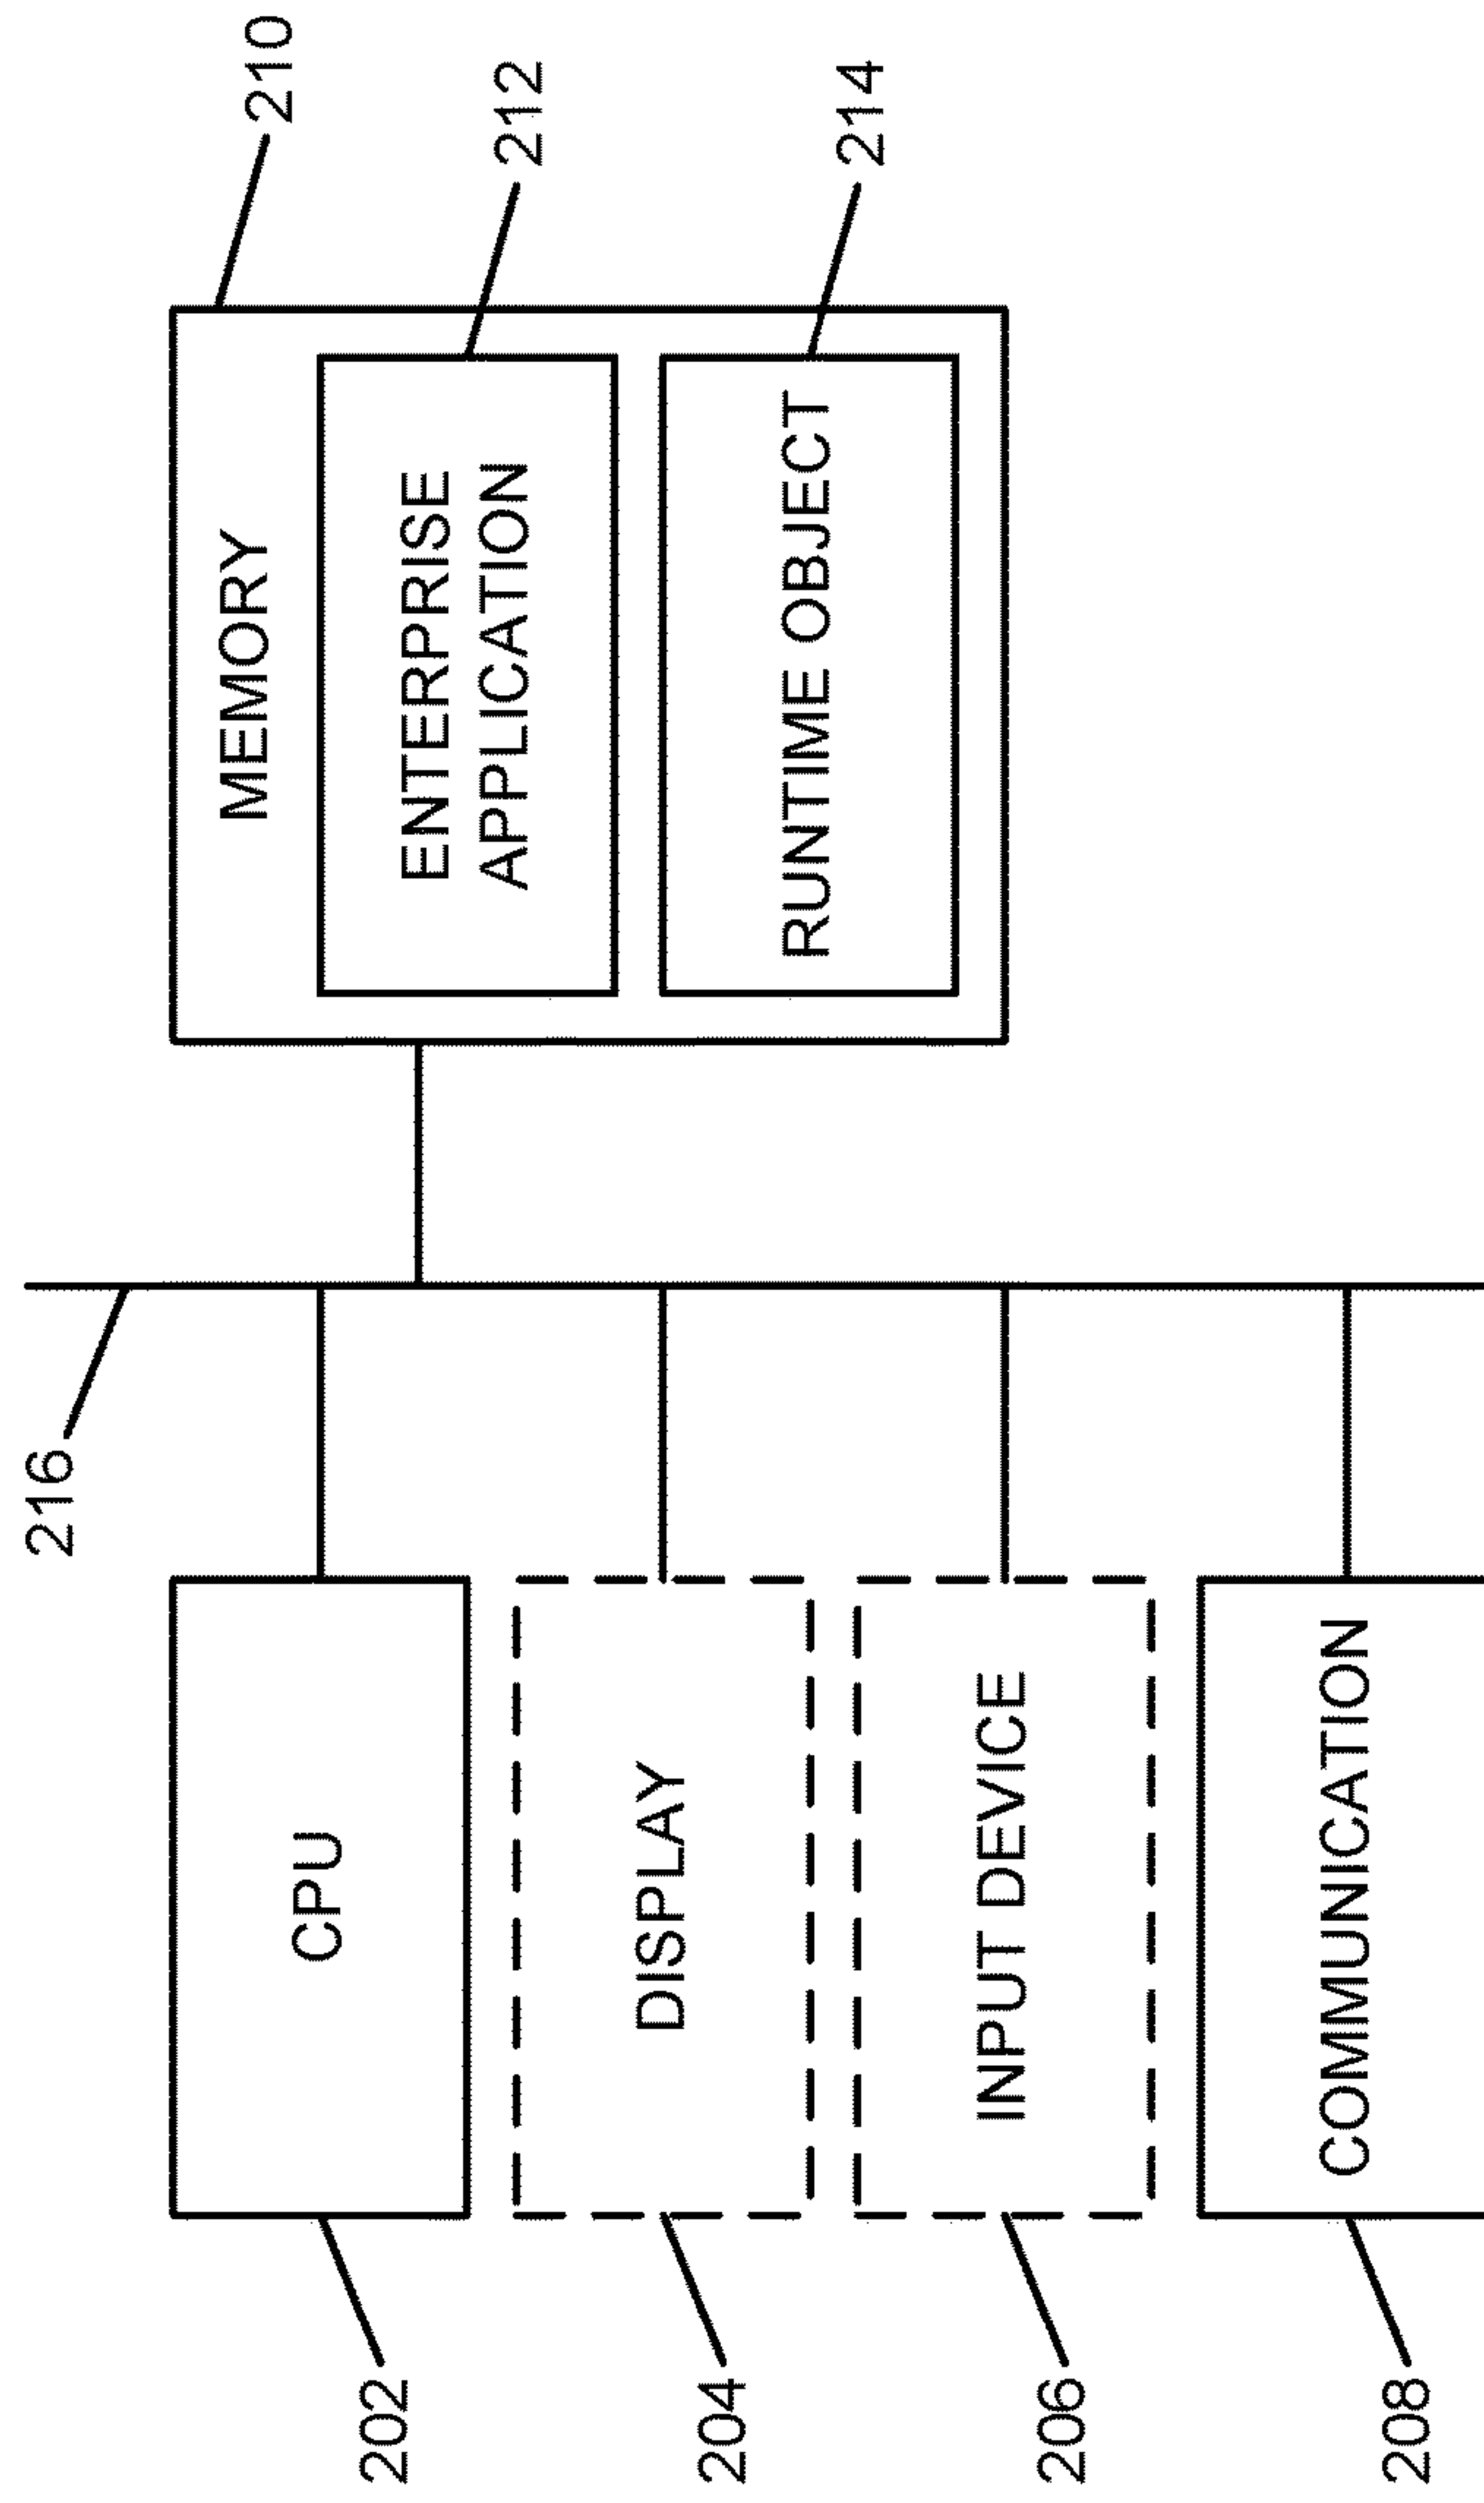 216
202
CPU
204
DISPLAY
206
INPUT DEVICE
208
COMMUNICATION
MEMORY
210
ENTERPRISE
APPLICATION
212
RUNTIME OBJECT
214